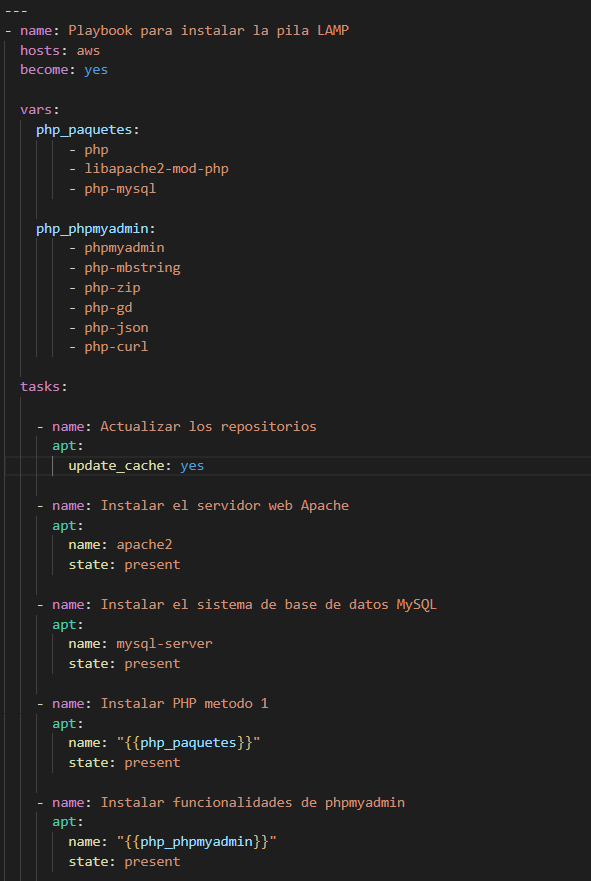 ---
- name: Playbook para instalar la pila LAMP
  hosts: aws
  become: yes

  vars:
    php_paquetes:
        - php
        - libapache2-mod-php
        - php-mysql

    php_phpmyadmin:
        - phpmyadmin
        - php-mbstring
        - php-zip
        - php-gd
        - php-json
        - php-curl

  tasks:

    - name: Actualizar los repositorios
      apt:
        update_cache: yes

    - name: Instalar el servidor web Apache
      apt:
        name: apache2
        state: present

    - name: Instalar el sistema de base de datos MySQL
      apt:
        name: mysql-server
        state: present

    - name: Instalar PHP metodo 1
      apt:
        name: "{{php_paquetes}}"
        state: present

    - name: Instalar funcionalidades de phpmyadmin
      apt:
        name: "{{php_phpmyadmin}}"
        state: present